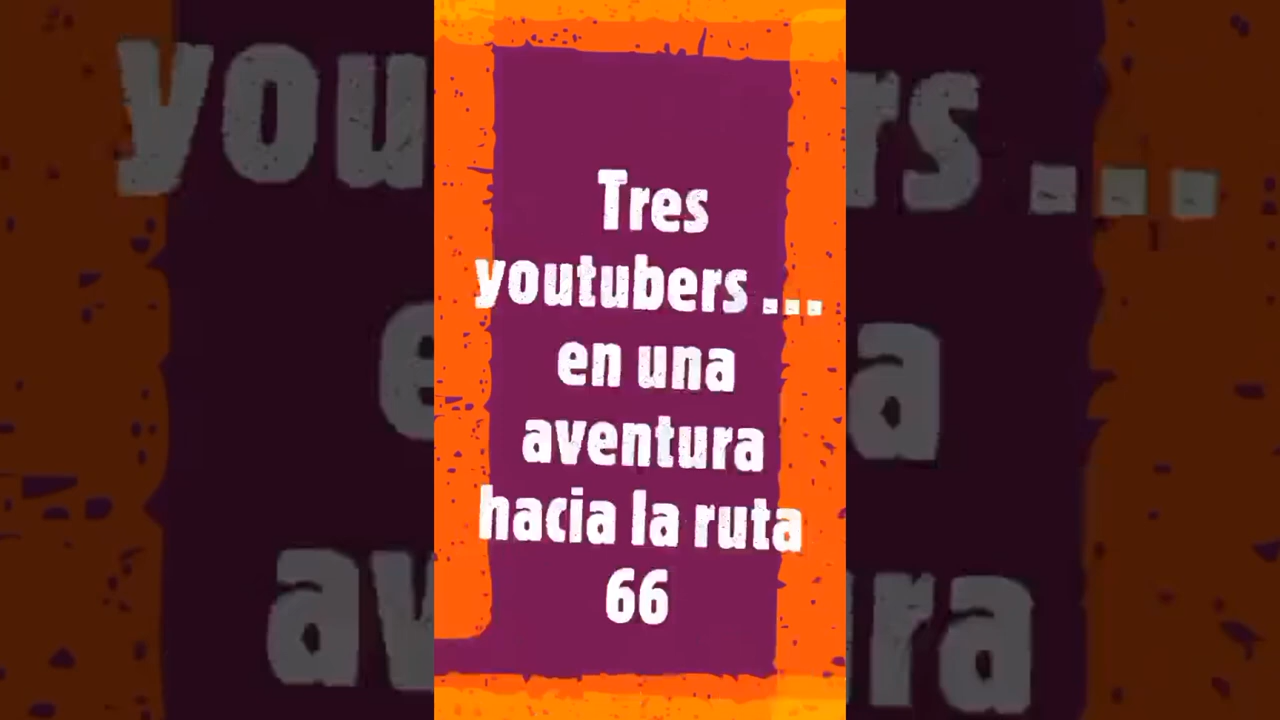 Tres
youtubers ...
en una
aventura
hacia la ruta
66